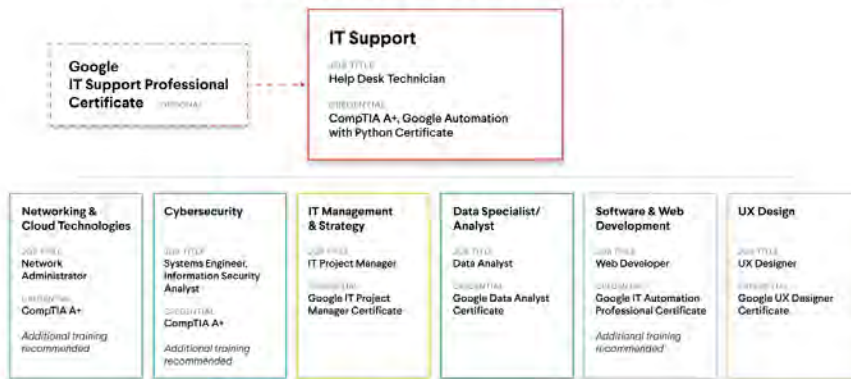 Google
IT Support Professional
Certificate OPTIONAL
IT Support
JOB TITLE
Help Desk Technician
CREDENTIAL
CompTIA A+, Google Automation
with Python Certificate
Networking &
Cloud Technologies
JOB TITLE
Network
Administrator
CREDENTIAL
CompTIA A+
Additional training
recommended
Cybersecurity
JOB TITLE
Systems Engineer,
Information Security
Analyst
CREDENTIAL
CompTIA A+
Additional training
recommended
IT Management
& Strategy
JOB TITLE
IT Project Manager
CREDENTIAL
Google IT Project
Manager Certificate
Data Specialist/
Analyst
JOB TITLE
Data Analyst
CREDENTIAL
Google Data Analyst
Certificate
Software & Web
Development
JOB TITLE
Web Developer
CREDENTIAL
Google IT Automation
Professional Certificate
Additional training
recommended
UX Design
JOB TITLE
UX Designer
CREDENTIAL
Google UX Designer
Certificate